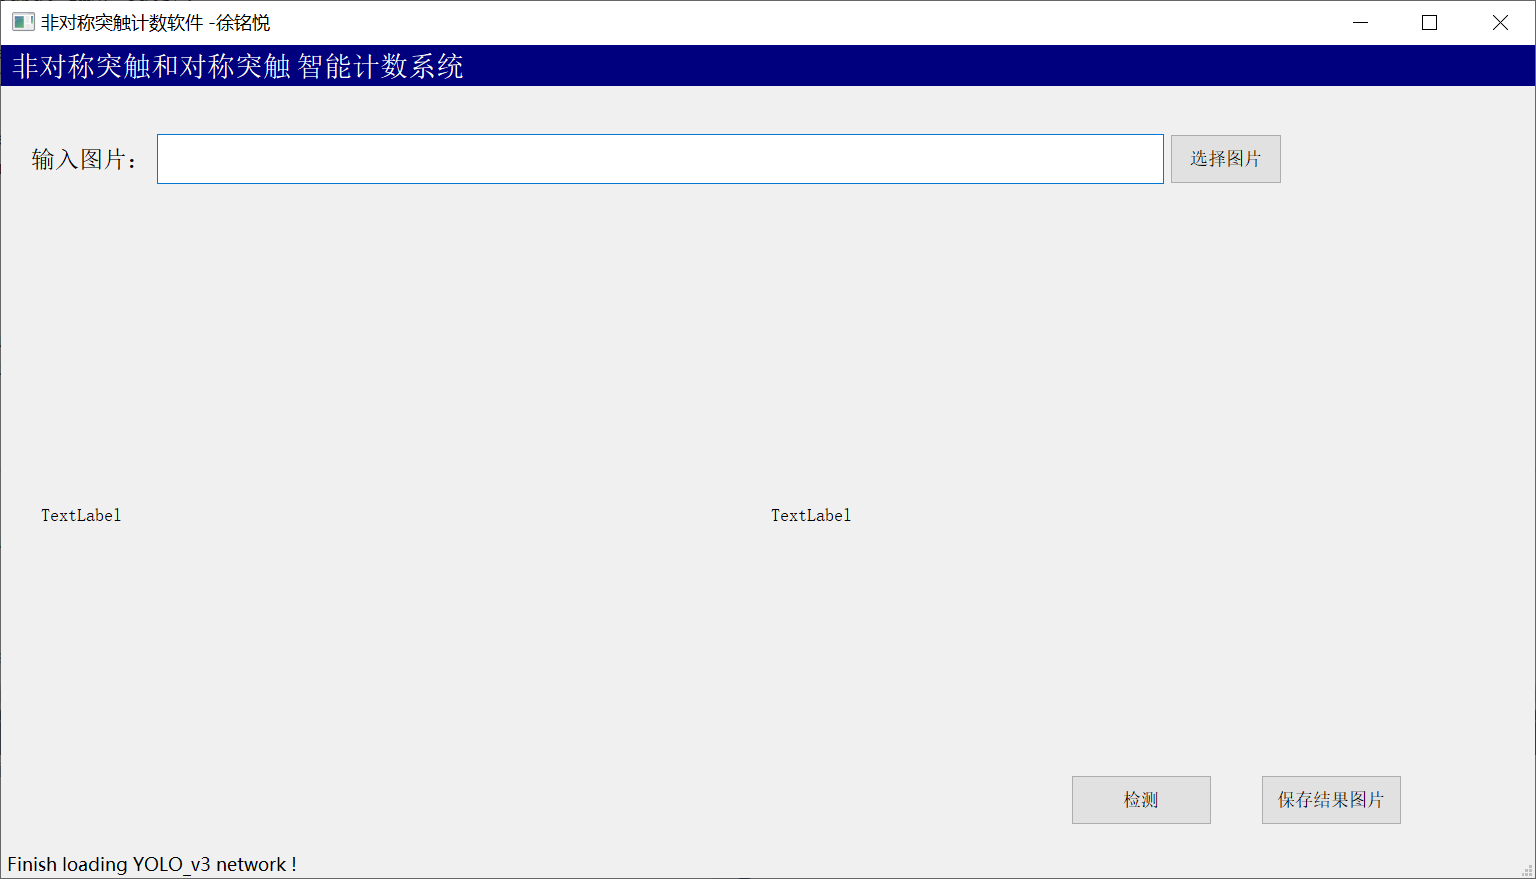 非对称突触计数软件 -徐铭悦
非对称突触和对称突触 智能计数系统
输入图片：
选择图片
TextLabel
TextLabel
检测
保存结果图片
Finish loading YOLO_v3 network !